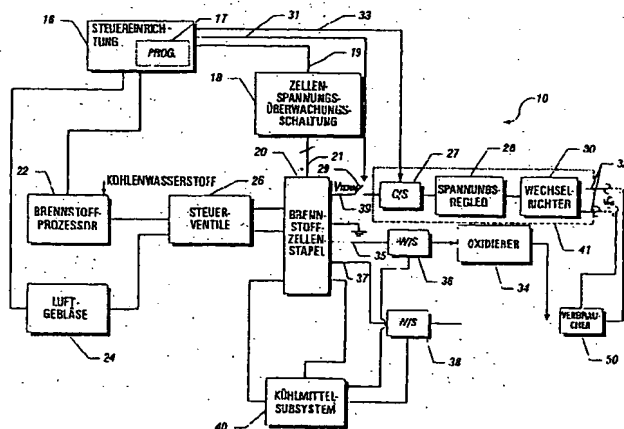 17
31
33
16
STEUEREINRICH-
TUNG
PROG.
19
18
ZELLEN-
SPANNUNGS-
ÜBERWACHUNGS-
SCHALTUNG
10
20
21
29
27
28
30
32
22
KOHLENWASSERSTOFF
26
39
C/S
SPANNUNGS-
REGLED
WECHSEL-
RICHTER
BRENNSTOFF-
PROZESSOR
STEUER-
VENTILE
BRENN-
STOFF-
ZELLEN-
STAPEL
41
35
W/S
OXIDIERER
37
36
34
LUFT-
GEBLÄSE
24
38
VERBRAUCHER
50
KÜHLMITTEL-
SUBSYSTEM
40